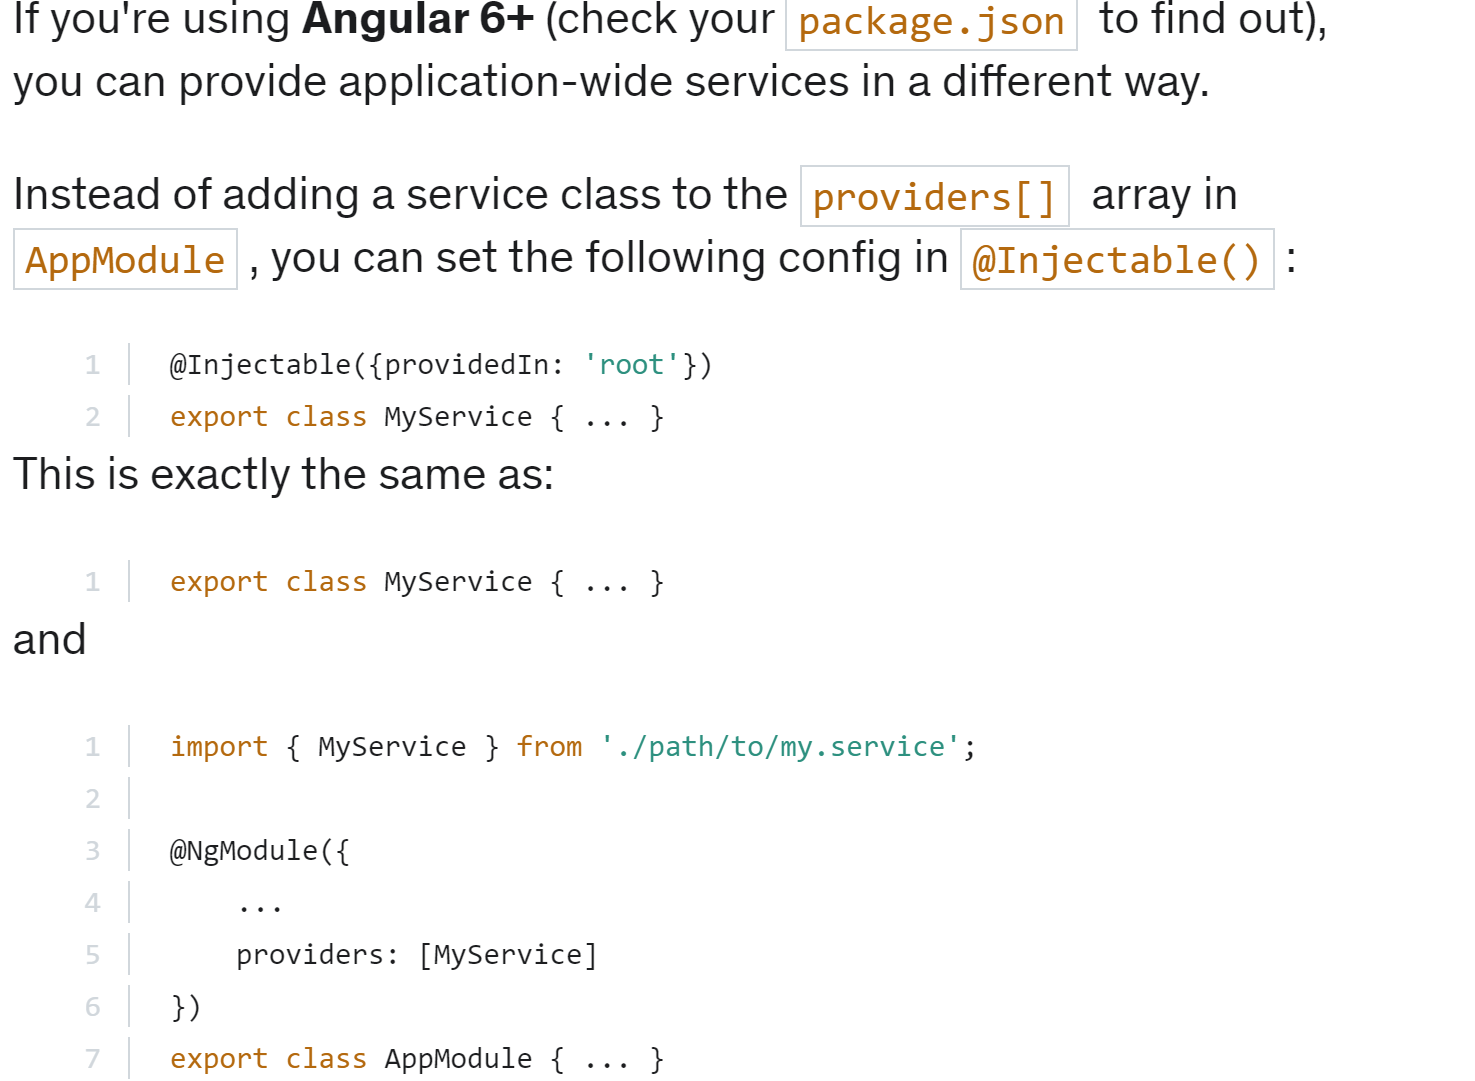 If you're using Angular 6+ (check your package.json to find out),
you can provide application-wide services in a different way.
Instead of adding a service class to the providers[] array in
AppModule , you can set the following config in @Injectable() :
1 @Injectable({providedIn: 'root'})
2 export class MyService { ... }
This is exactly the same as:
1 export class MyService { ... }
and
1 import { MyService } from './path/to/my.service';
2
3 @NgModule({
4 ...
5 providers: [MyService]
6 })
7 export class AppModule { ... }